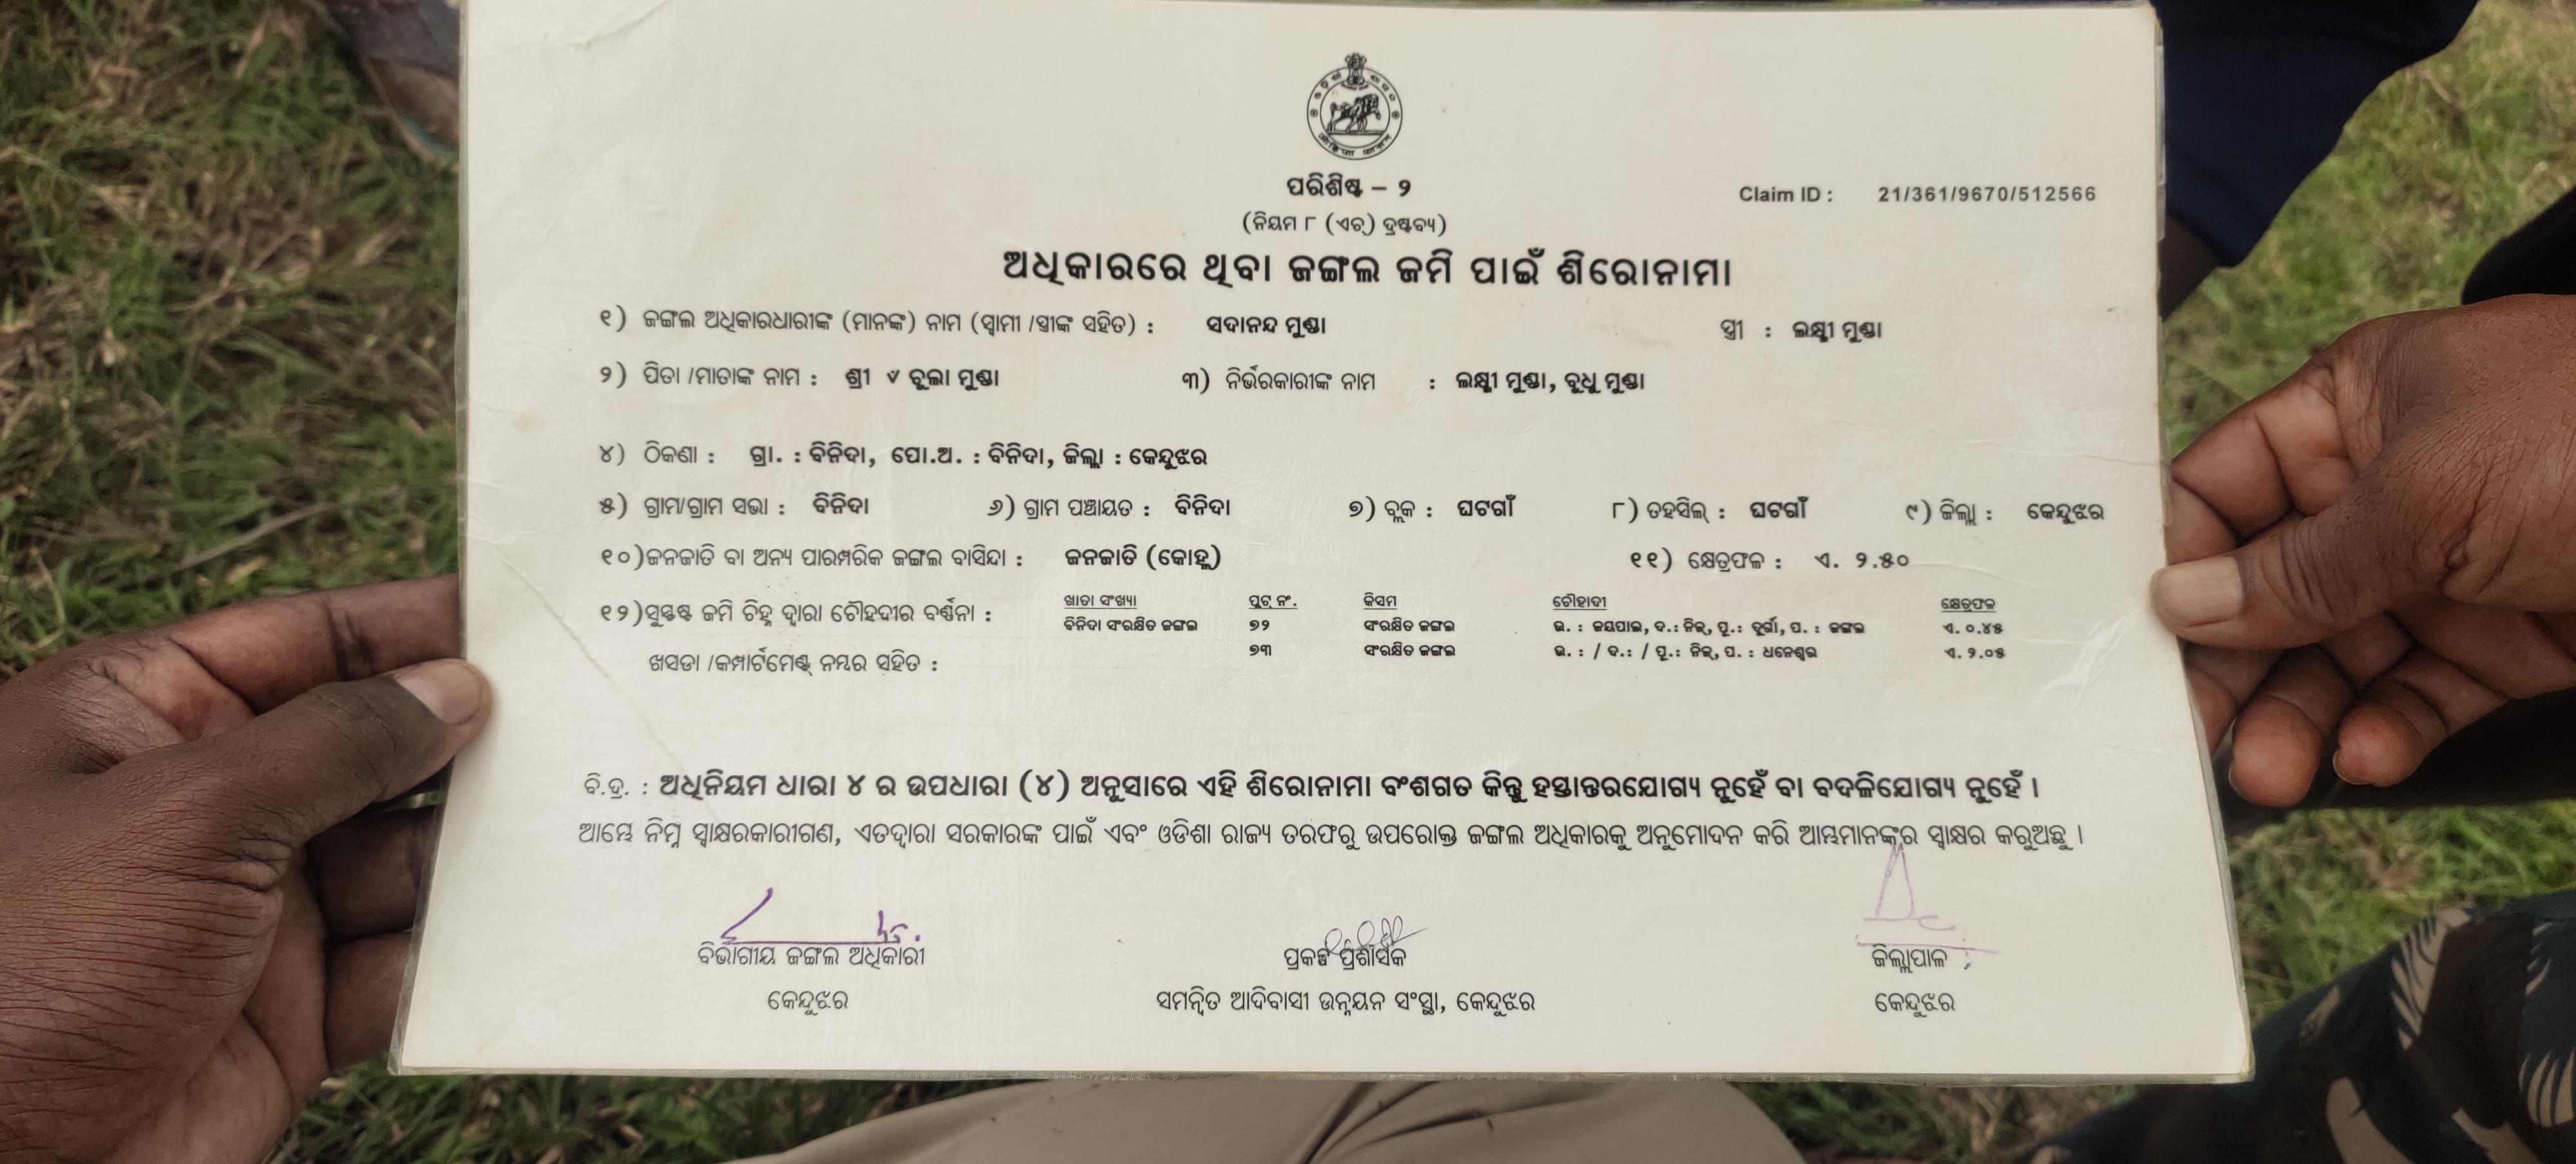 ପରିଶିଷ୍ଟ – ୨
Claim ID : 21/361/9670/512566
(ନିୟମ ୮ (ଏଚ୍) ଦ୍ରଷ୍ଟବ୍ୟ)
ଅଧିକାରରେ ଥିବା ଜଙ୍ଗଲ ଜମି ପାଇଁ ଶିରୋନାମା
୧) ଜଙ୍ଗଲ ଅଧିକାରଧାରୀଙ୍କ (ମାନଙ୍କ) ନାମ (ସ୍ୱାମୀ /ସ୍ତ୍ରୀଙ୍କ ସହିତ) : ସଦାନନ୍ଦ ମୁଣ୍ଡା ସ୍ତ୍ରୀ : ଲକ୍ଷ୍ମୀ ମୁଣ୍ଡା
୨) ପିତା /ମାତାଙ୍କ ନାମ : ଶ୍ରୀ ୰ ବୁଲା ମୁଣ୍ଡା ୩) ନିର୍ଭରକାରୀଙ୍କ ନାମ : ଲକ୍ଷ୍ମୀ ମୁଣ୍ଡା, ବୁଧୁ ମୁଣ୍ଡା
୪) ଠିକଣା : ଗ୍ରା. : ବିନିଦା, ପୋ.ଅ. : ବିନିଦା, ଜିଲ୍ଲା : କେନ୍ଦୁଝର
୫) ଗ୍ରାମ/ଗ୍ରାମ ସଭା : ବିନିଦା ୬) ଗ୍ରାମ ପଞ୍ଚାୟତ : ବିନିଦା ୭) ବ୍ଲକ : ଘଟଗାଁ ୮) ତହସିଲ୍ : ଘଟଗାଁ ୯) ଜିଲ୍ଲା : କେନ୍ଦୁଝର
୧୦)ଜନଜାତି ବା ଅନ୍ୟ ପାରମ୍ପରିକ ଜଙ୍ଗଲ ବାସିନ୍ଦା : ଜନଜାତି (କୋହ୍ଲ) ୧୧) କ୍ଷେତ୍ରଫଳ : ଏ. ୨.୫୦
୧୨)ସୁସ୍ପଷ୍ଟ ଜମି ଚିହ୍ନ ଦ୍ୱାରା ଚୌହଦୀର ବର୍ଣ୍ଣନା : ଖାତା ସଂଖ୍ୟା ପ୍ଲଟ୍ ନଂ. କିସମ ଚୌହାଦୀ କ୍ଷେତ୍ରଫଳ
ବିନିଦା ସଂରକ୍ଷିତ ଜଙ୍ଗଲ ୭୨ ସଂରକ୍ଷିତ ଜଙ୍ଗଲ ଉ. : ଜୟପାଲ, ଦ.: ନିଜ୍, ପୂ.: ଦୁର୍ଗା, ପ. : ଜଙ୍ଗଲ ଏ. ୦.୪୫
୭୩ ସଂରକ୍ଷିତ ଜଙ୍ଗଲ ଉ. : / ଦ.: / ପୂ.: ନିଜ୍, ପ. : ଧନେଶ୍ୱର ଏ. ୨.୦୫
ଖସଡା /କମ୍ପାର୍ଟମେଣ୍ଟ୍ ନମ୍ବର ସହିତ :
ବି.ଦ୍ର. : ଅଧିନିୟମ ଧାରା ୪ ର ଉପଧାରା (୪) ଅନୁସାରେ ଏହି ଶିରୋନାମା ବଂଶଗତ କିନ୍ତୁ ହସ୍ତାନ୍ତରଯୋଗ୍ୟ ନୁହେଁ ବା ବଦଳିଯୋଗ୍ୟ ନୁହେଁ ।
ଆମ୍ଭେ ନିମ୍ନ ସ୍ୱାକ୍ଷରକାରୀଗଣ, ଏତଦ୍ୱାରା ସରକାରଙ୍କ ପାଇଁ ଏବଂ ଓଡିଶା ରାଜ୍ୟ ତରଫରୁ ଉପରୋକ୍ତ ଜଙ୍ଗଲ ଅଧିକାରକୁ ଅନୁମୋଦନ କରି ଆମ୍ଭମାନଙ୍କର ସ୍ୱାକ୍ଷର କରୁଅଛୁ ।
ବିଭାଗୀୟ ଜଙ୍ଗଲ ଅଧିକାରୀ ପ୍ରକଳ୍ପ ପ୍ରଶାସକ ଜିଲ୍ଲାପାଳ
କେନ୍ଦୁଝର ସମନ୍ୱିତ ଆଦିବାସୀ ଉନ୍ନୟନ ସଂସ୍ଥା, କେନ୍ଦୁଝର କେନ୍ଦୁଝର